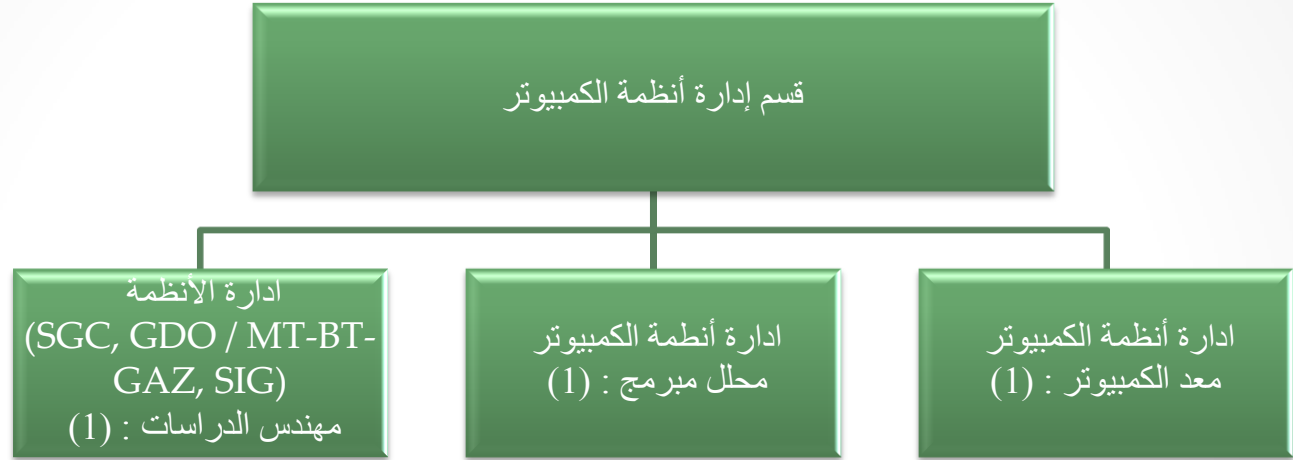 قسم إدارة أنظمة الكمبيوتر
ادارة أنظمة الكمبيوتر
معد الكمبيوتر : (1)
ادارة أنطمة الكمبيوتر
محلل مبرمج : (1)
ادارة الأنظمة
(SGC, GDO / MT-BT-
GAZ, SIG)
مهندس الدراسات : (1)